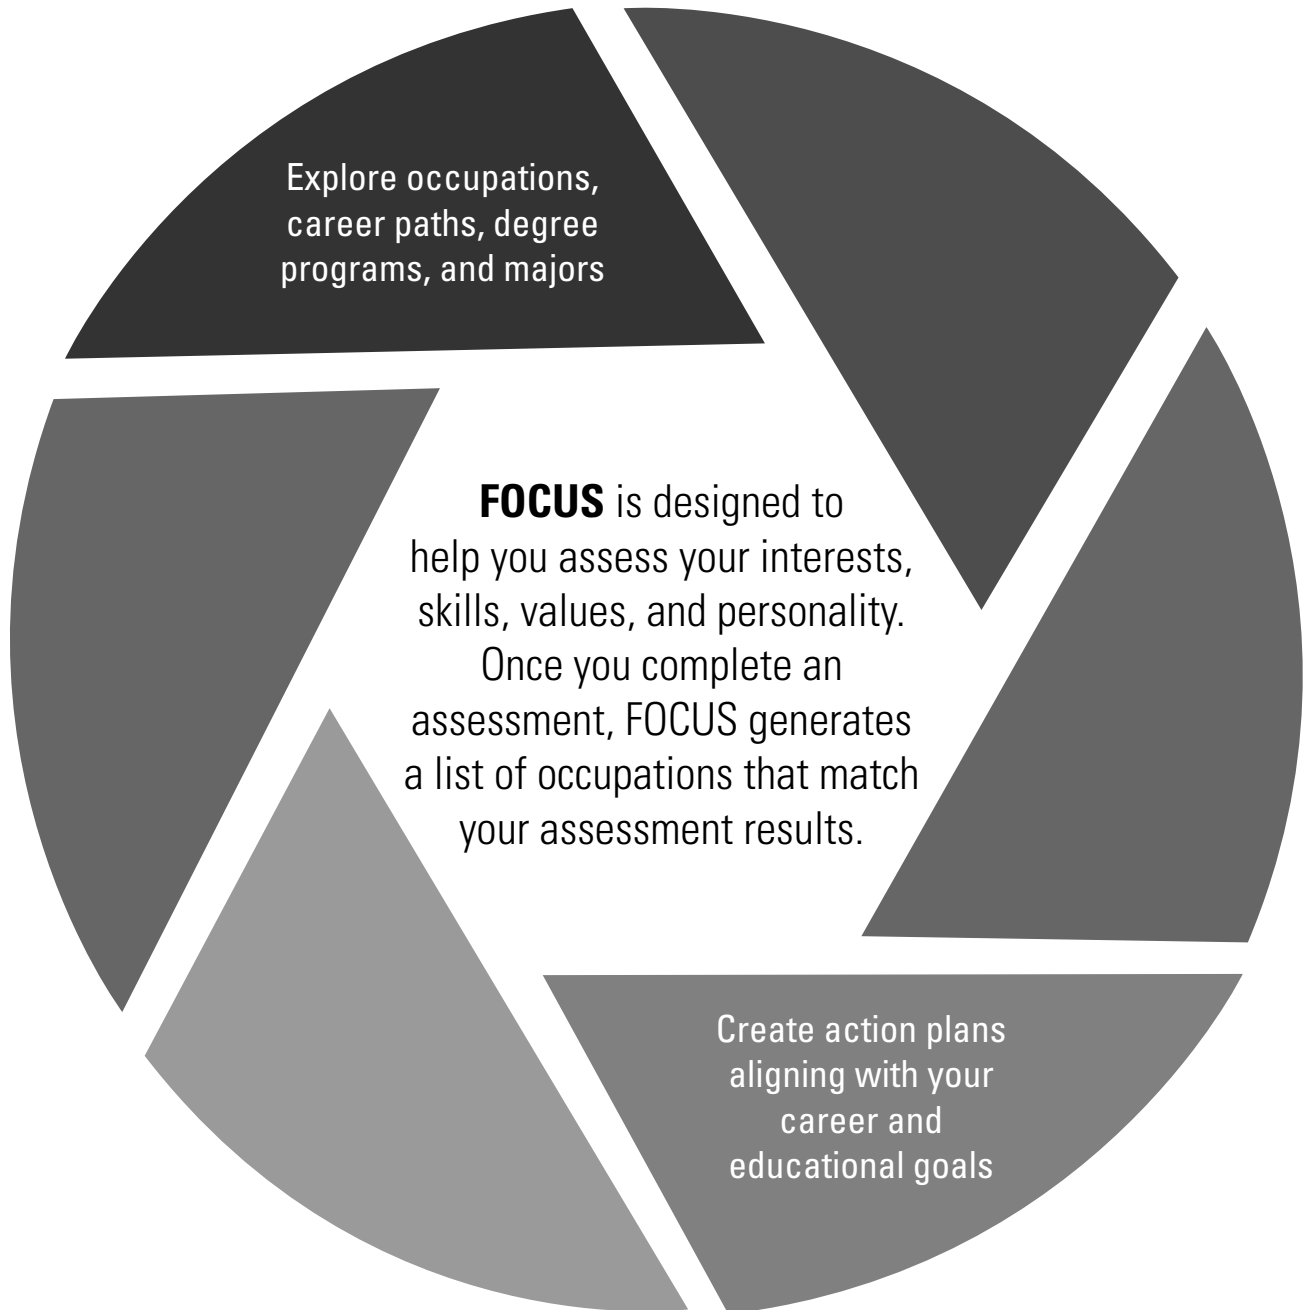 Explore occupations,
career paths, degree
programs, and majors
FOCUS is designed to
help you assess your interests,
skills, values, and personality.
Once you complete an
assessment, FOCUS generates
a list of occupations that match
your assessment results.
Create action plans
aligning with your
career and
educational goals